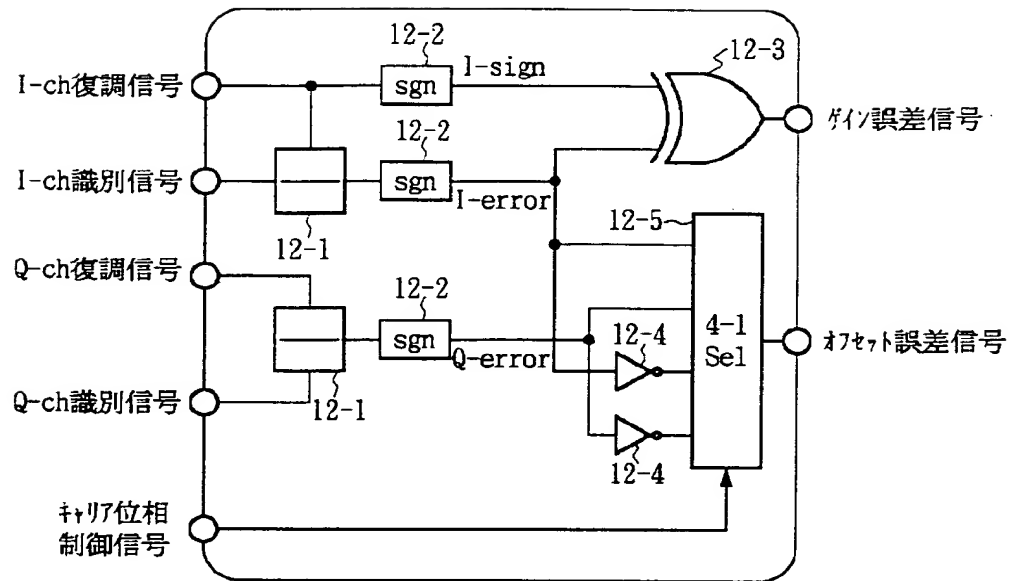 12-2
12-3
I-ch復調信号
sgn
I-sign
ゲイン誤差信号
12-2
I-ch識別信号
sgn
I-error
12-1
12-5
Q-ch復調信号
12-2
sgn
Q-error
12-4
4-1
Sel
オフセット誤差信号
Q-ch識別信号
12-1
12-4
キャリア位相
制御信号